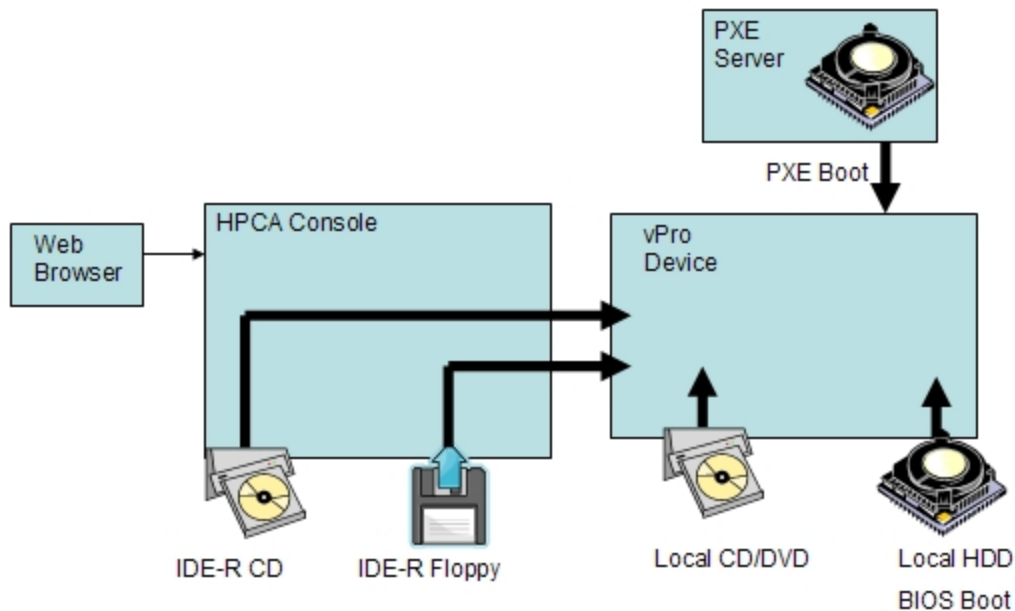 PXE
Server
PXE Boot
HPCA Console
Web
Browser
vPro
Device
IDE-R CD
IDE-R Floppy
Local CD/DVD
Local HDD
BIOS Boot